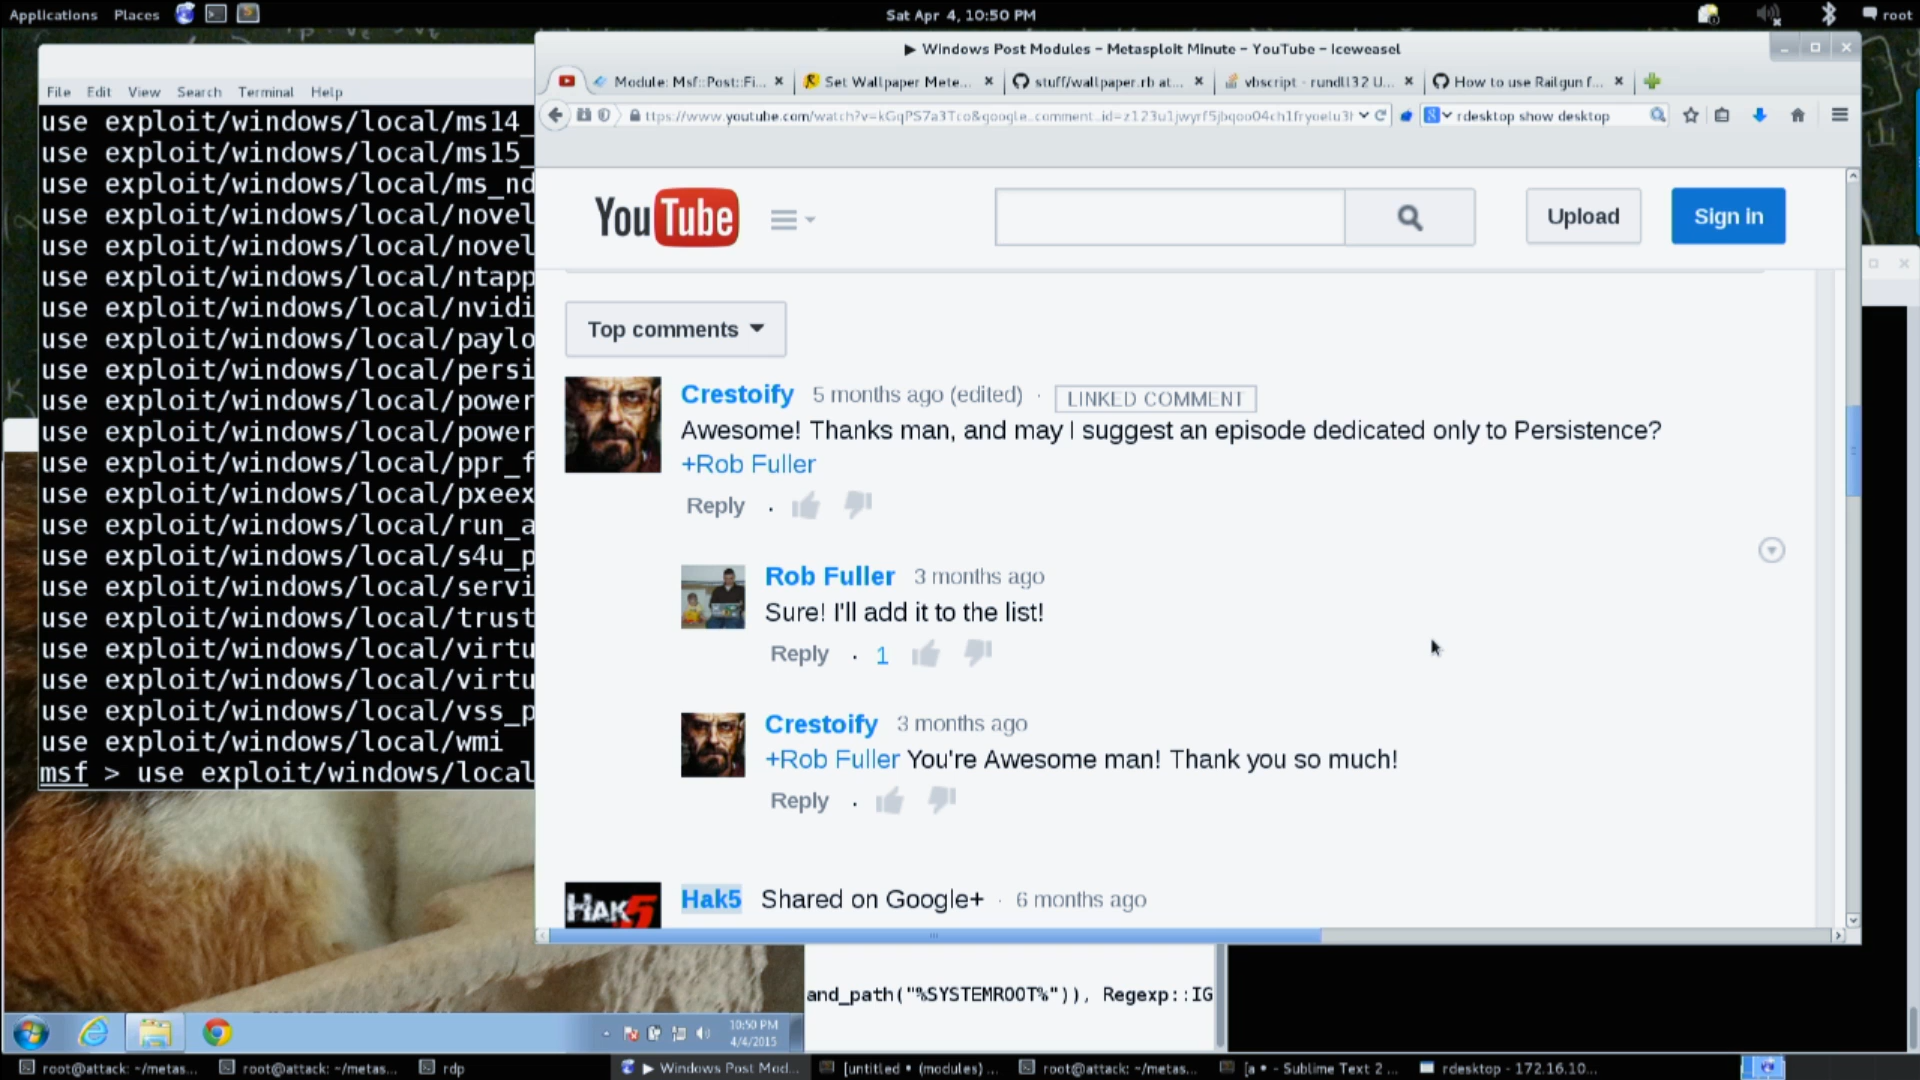 Applications Places
Sat Apr 4, 10:50 PM
root
▶ Windows Post Modules - Metasploit Minute - YouTube - Iceweasel
File Edit View Search Terminal Help
Module: Msf::Post::Fi...
Set Wallpaper Mete...
stuff/wallpaper.rb at...
vbscript - rundll32 U...
How to use Railgun f...
rdesktop show desktop
use exploit/windows/local/ms14_
use exploit/windows/local/ms15_
use exploit/windows/local/ms_nd
use exploit/windows/local/novel
use exploit/windows/local/novel
use exploit/windows/local/ntapp
use exploit/windows/local/nvidi
use exploit/windows/local/paylo
use exploit/windows/local/persi
use exploit/windows/local/power
use exploit/windows/local/power
use exploit/windows/local/ppr_f
use exploit/windows/local/pxeex
use exploit/windows/local/run_a
use exploit/windows/local/s4u_p
use exploit/windows/local/servi
use exploit/windows/local/trust
use exploit/windows/local/virtu
use exploit/windows/local/virtu
use exploit/windows/local/vss_p
use exploit/windows/local/wmi
msf > use exploit/windows/local
YouTube
Upload
Sign in
Top comments
Crestoify 5 months ago (edited) · LINKED COMMENT
Awesome! Thanks man, and may I suggest an episode dedicated only to Persistence?
+Rob Fuller
Reply ·
Rob Fuller 3 months ago
Sure! I'll add it to the list!
Reply · 1
Crestoify 3 months ago
+Rob Fuller You're Awesome man! Thank you so much!
Reply ·
HAK5
Hak5 Shared on Google+ · 6 months ago
and_path("%SYSTEMROOT%")), Regexp::IG
10:50 PM
4/4/2015
root@attack: ~/metas...
root@attack: ~/metas...
rdp
▶ Windows Post Mod...
[untitled • (modules) ...
root@attack: ~/metas...
[a • - Sublime Text 2 ...
rdesktop - 172.16.10...